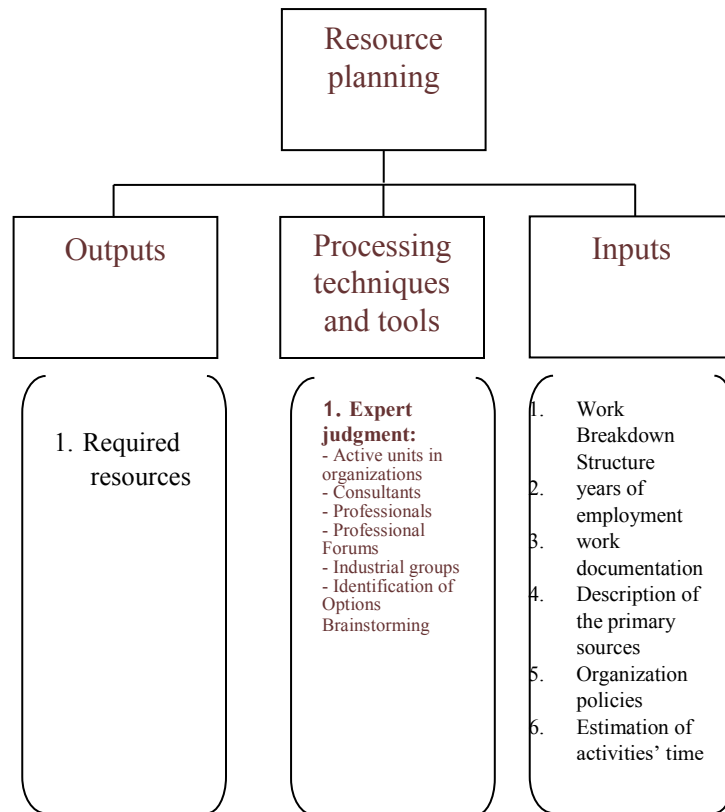 Resource
planning
Outputs
Processing
techniques
and tools
Inputs
1. Required
resources
1. Expert
judgment:
- Active units in
organizations
- Consultants
- Professionals
- Professional
Forums
- Industrial groups
- Identification of
Options
Brainstorming
1. Work
Breakdown
Structure
2. years of
employment
3. work
documentation
4. Description of
the primary
sources
5. Organization
policies
6. Estimation of
activities’ time